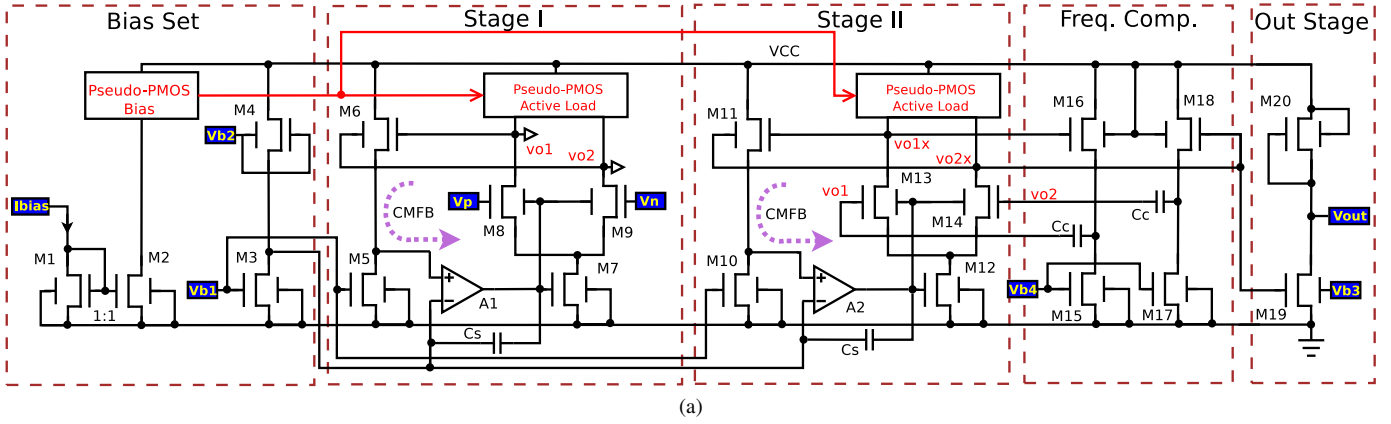 Bias Set
Stage I
Stage II
Freq. Comp.
Out Stage
VCC
Pseudo-PMOS
Bias
M4
Vb2
Ibias
M1
M2
1:1
Vb1
M3
M6
Pseudo-PMOS
Active Load
vo1
vo2
CMFB
Vp
Vn
M8
M9
M5
A1
M7
Cs
M11
Pseudo-PMOS
Active Load
vo1x
vo2x
vo1
M13
M14
vo2
CMFB
M10
A2
M12
Cs
M16
M18
Cc
Cc
Vb4
M15
M17
M20
Vout
Vb3
M19
(a)